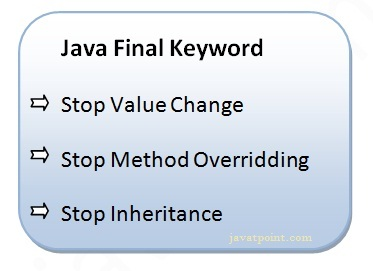 Java Final Keyword
Stop Value Change
Stop Method Overridding
Stop Inheritance
javatpoint.com